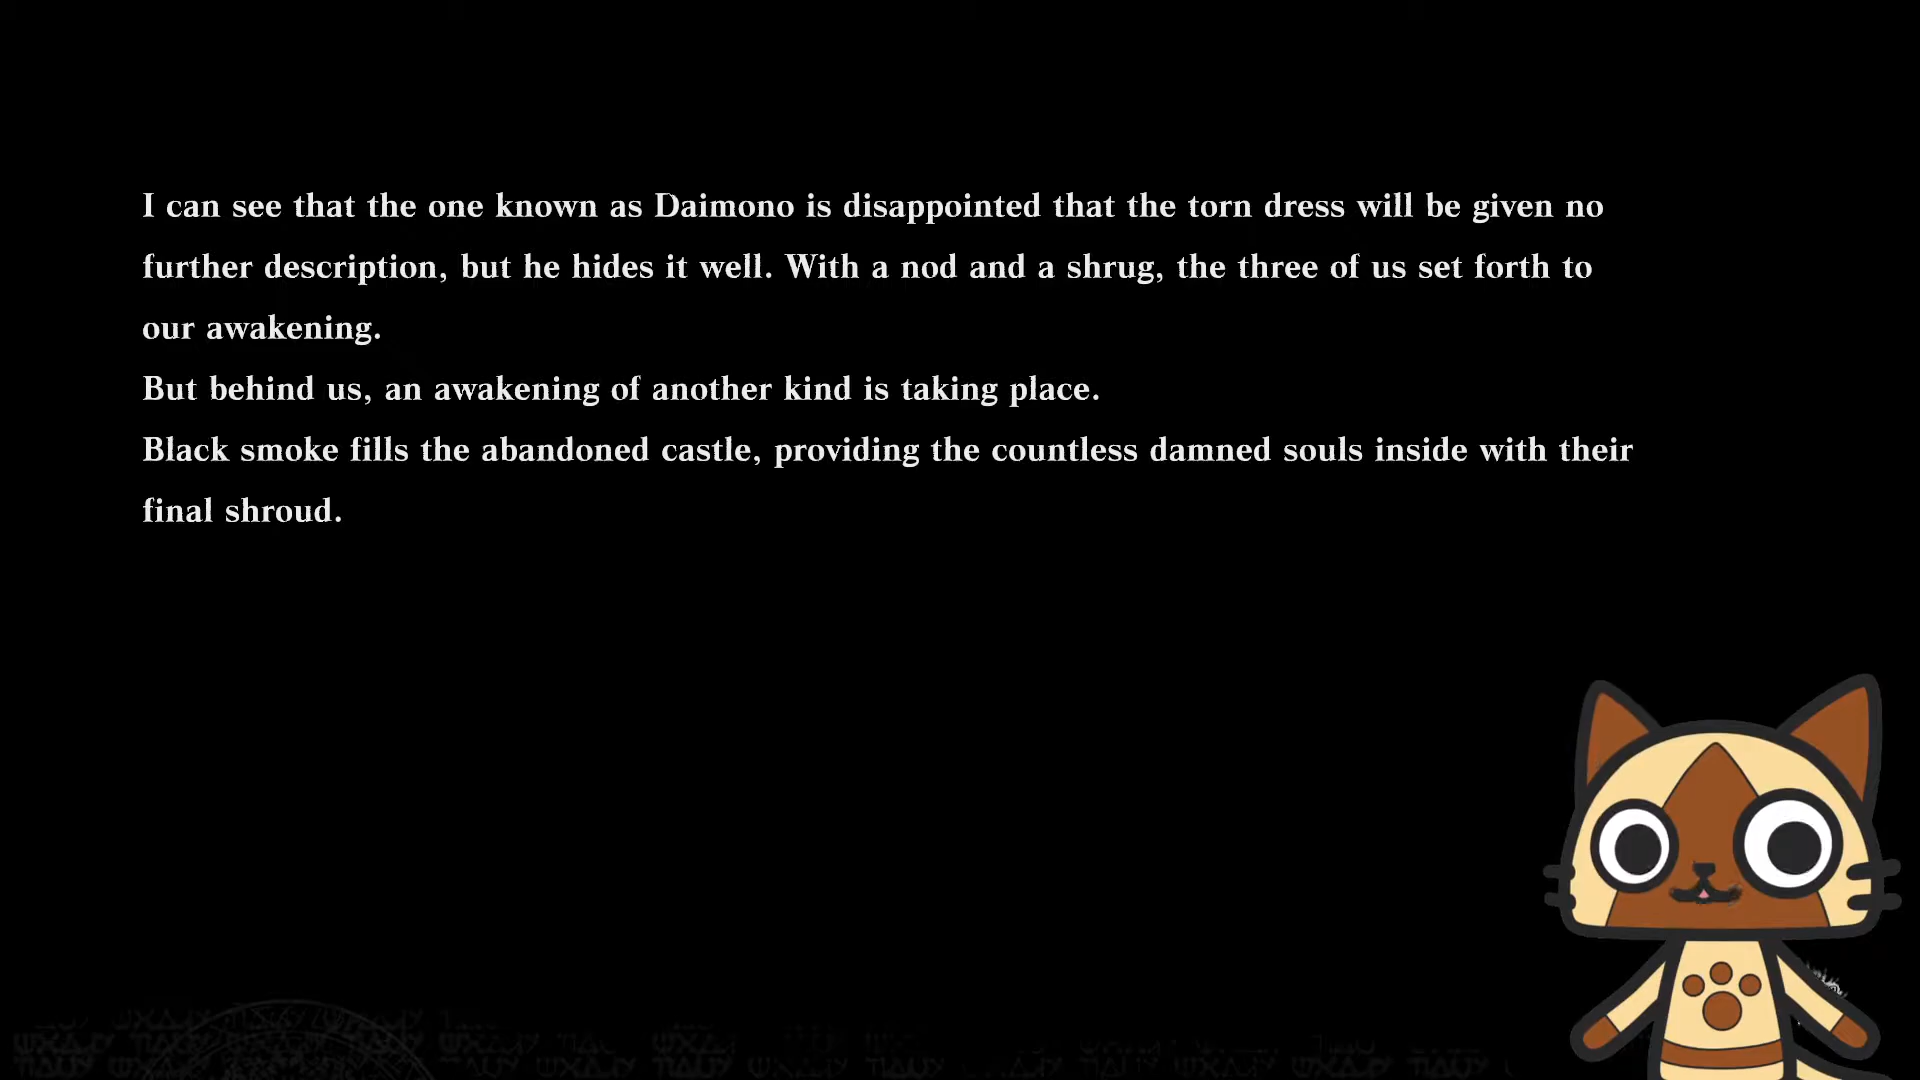 I can see that the one known as Daimono is disappointed that the torn dress will be given no
further description, but he hides it well. With a nod and a shrug, the three of us set forth to
our awakening.
But behind us, an awakening of another kind is taking place.
Black smoke fills the abandoned castle, providing the countless damned souls inside with their
final shroud.